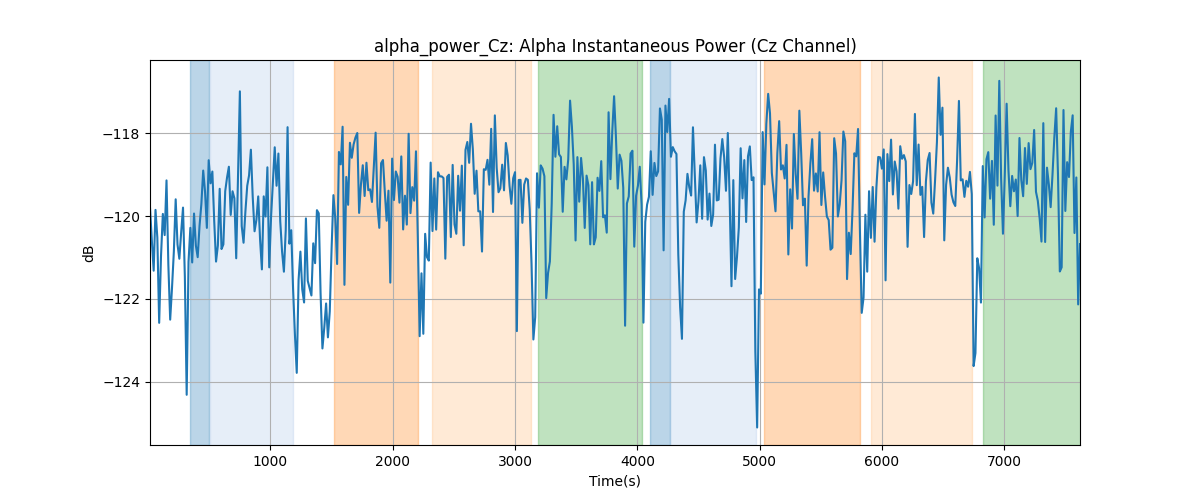 alpha_power_Cz: Alpha Instantaneous Power (Cz Channel)
−118
−120
−122
−124
dB
1000 2000 3000 4000 5000 6000 7000
Time(s)